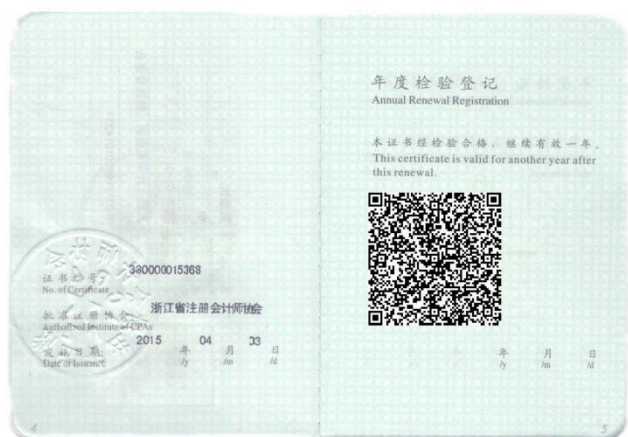 证书编号:
330000015368
No. of Certificate
批准注册协会:
浙江省注册会计师协会
Authorized Institute of CPAs
发证日期:
2015 年 04 月 03 日
Date of Issuance /y /m /d
4
年度检验登记
Annual Renewal Registration
本证书经检验合格，继续有效一年。
This certificate is valid for another year after
this renewal.
年 月 日
/y /m /d
5